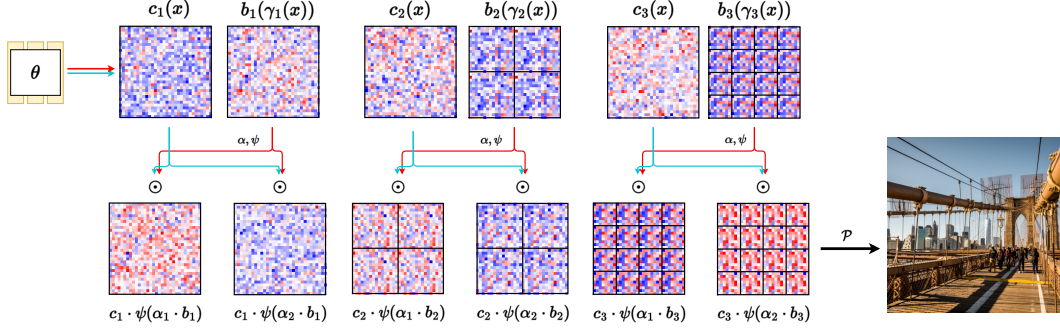 c₁(x) b₁(γ₁(x)) c₂(x) b₂(γ₂(x)) c₃(x) b₃(γ₃(x))
θ
α, ψ α, ψ α, ψ
⊙ ⊙ ⊙ ⊙ ⊙ ⊙
𝒫
c₁ · ψ(α₁ · b₁) c₁ · ψ(α₂ · b₁) c₂ · ψ(α₁ · b₂) c₂ · ψ(α₂ · b₂) c₃ · ψ(α₁ · b₃) c₃ · ψ(α₂ · b₃)